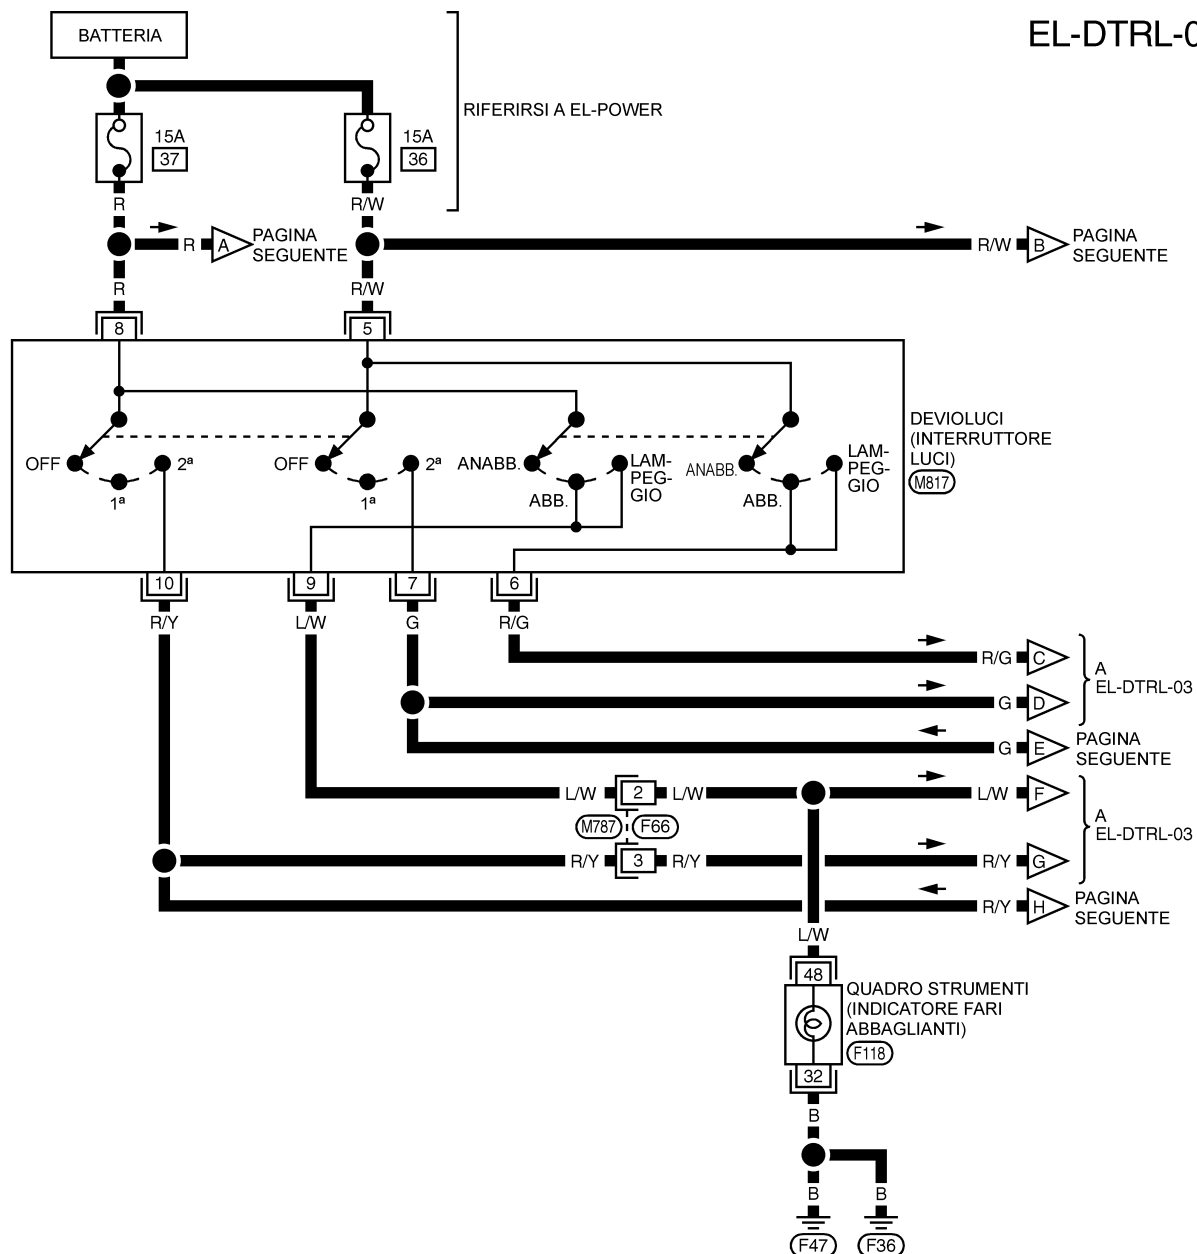 BATTERIA
EL-DTRL-0
RIFERIRSI A EL-POWER
15A
37
15A
36
R
R/W
R
A
PAGINA
SEGUENTE
R/W
B
PAGINA
SEGUENTE
R
R/W
8
5
OFF
1ª
2ª
OFF
1ª
2ª
ANABB.
ABB.
LAM-
PEG-
GIO
ANABB.
ABB.
LAM-
PEG-
GIO
DEVIOLUCI
(INTERRUTTORE
LUCI)
M817
10
9
7
6
R/Y
L/W
G
R/G
R/G
C
G
D
A
EL-DTRL-03
G
E
PAGINA
SEGUENTE
L/W
2
L/W
L/W
F
M787
F66
A
EL-DTRL-03
R/Y
3
R/Y
R/Y
G
R/Y
H
PAGINA
SEGUENTE
L/W
48
QUADRO STRUMENTI
(INDICATORE FARI
ABBAGLIANTI)
F118
32
B
B
B
F47
F36